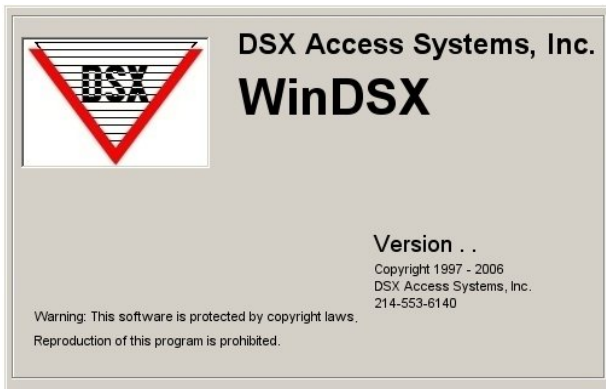 DSX Access Systems, Inc.
DSX
WinDSX
Version . .
Copyright 1997 - 2006
DSX Access Systems, Inc.
214-553-6140
Warning: This software is protected by copyright laws.
Reproduction of this program is prohibited.